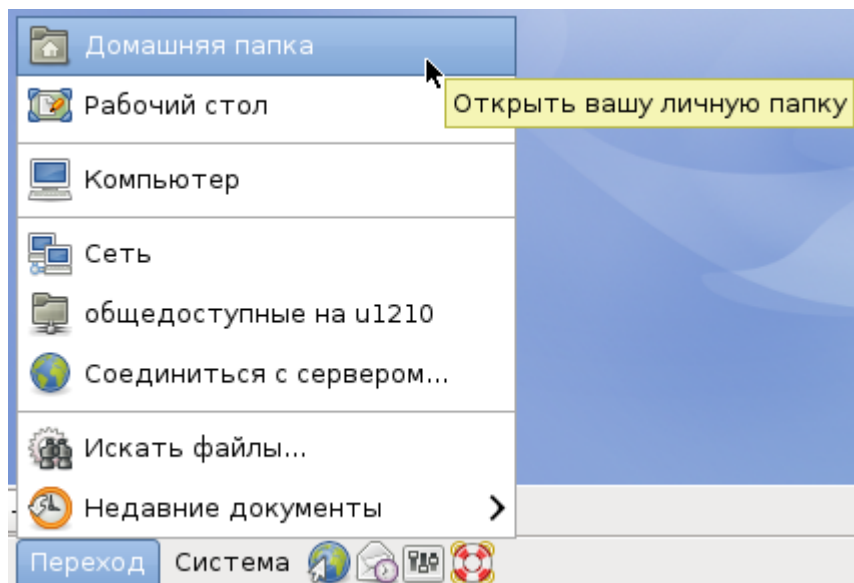 Домашняя папка
Открыть вашу личную папку
Рабочий стол
Компьютер
Сеть
общедоступные на u1210
Соединиться с сервером...
Искать файлы...
Недавние документы
Переход Система